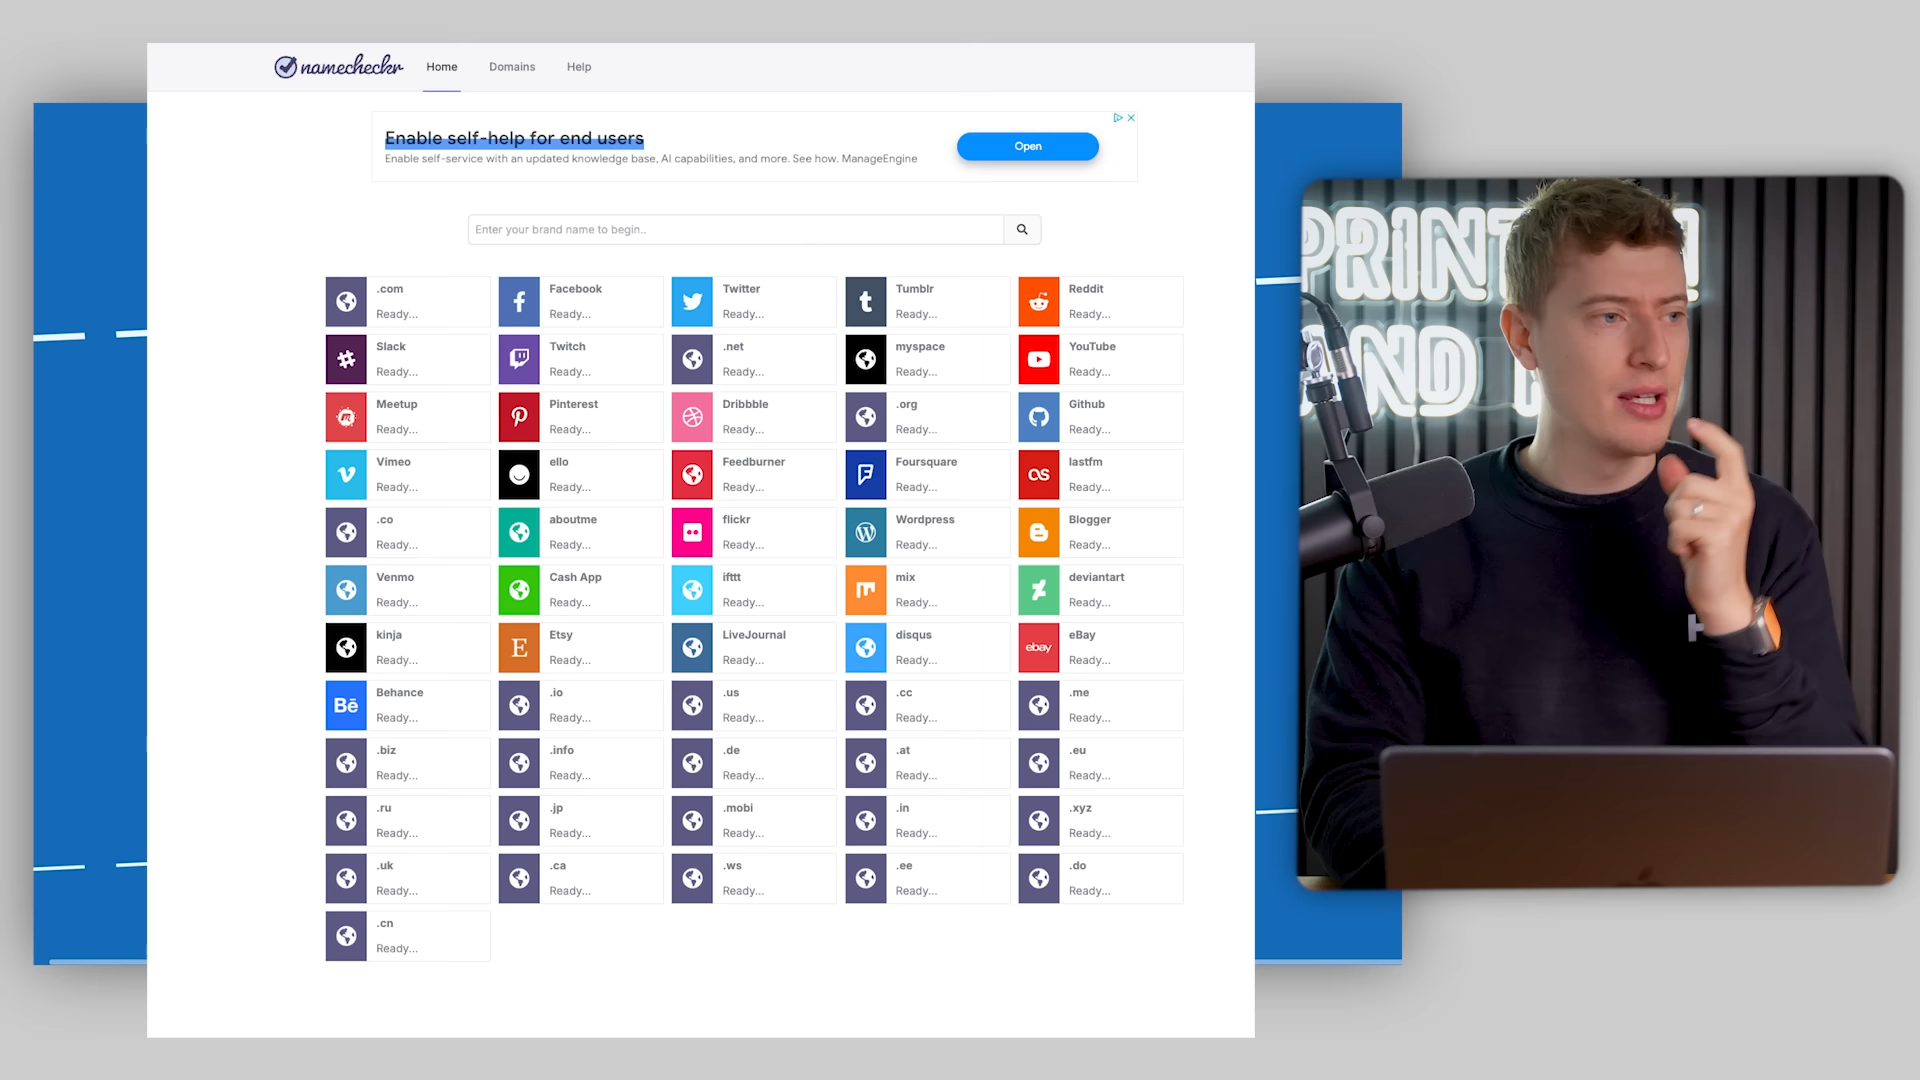 namecheckr Home Domains Help
Enable self-help for end users
Enable self-service with an updated knowledge base, AI capabilities, and more. See how. ManageEngine
Open
Enter your brand name to begin..
.com Facebook Twitter Tumblr Reddit
Ready... Ready... Ready... Ready... Ready...
Slack Twitch .net myspace YouTube
Ready... Ready... Ready... Ready... Ready...
Meetup Pinterest Dribbble .org Github
Ready... Ready... Ready... Ready... Ready...
Vimeo ello Feedburner Foursquare lastfm
Ready... Ready... Ready... Ready... Ready...
.co aboutme flickr Wordpress Blogger
Ready... Ready... Ready... Ready... Ready...
Venmo Cash App ifttt mix deviantart
Ready... Ready... Ready... Ready... Ready...
kinja Etsy LiveJournal disqus eBay
E ebay
Ready... Ready... Ready... Ready... Ready...
Behance .io .us .cc .me
Bē
Ready... Ready... Ready... Ready... Ready...
.biz .info .de .at .eu
Ready... Ready... Ready... Ready... Ready...
.ru .jp .mobi .in .xyz
Ready... Ready... Ready... Ready... Ready...
.uk .ca .ws .ee .do
Ready... Ready... Ready... Ready... Ready...
.cn
Ready...
PRINT
AND